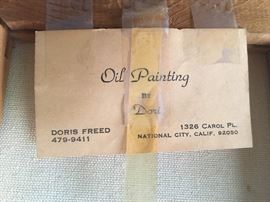 Oil Painting
BY
Dori
DORIS FREED
479-9411
1326 CAROL PL.
NATIONAL CITY, CALIF. 92050